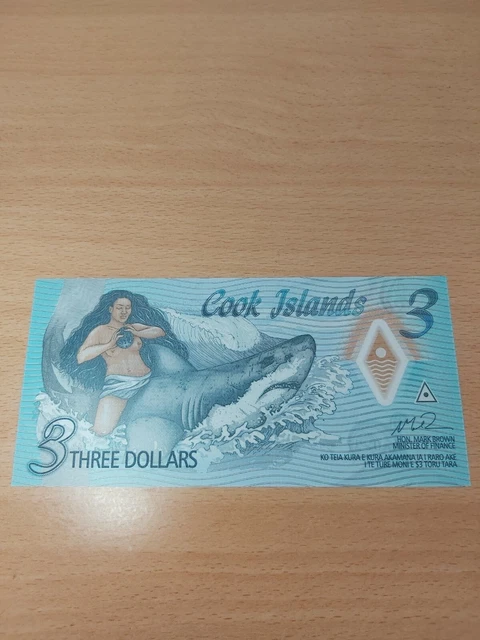 Cook Islands
3
3 THREE DOLLARS
HON. MARK BROWN
MINISTER OF FINANCE
KO TEIA KURA E KURA AKAMANA IA I RARO AKE
I TE TURE MONI E $3 TORU TARA